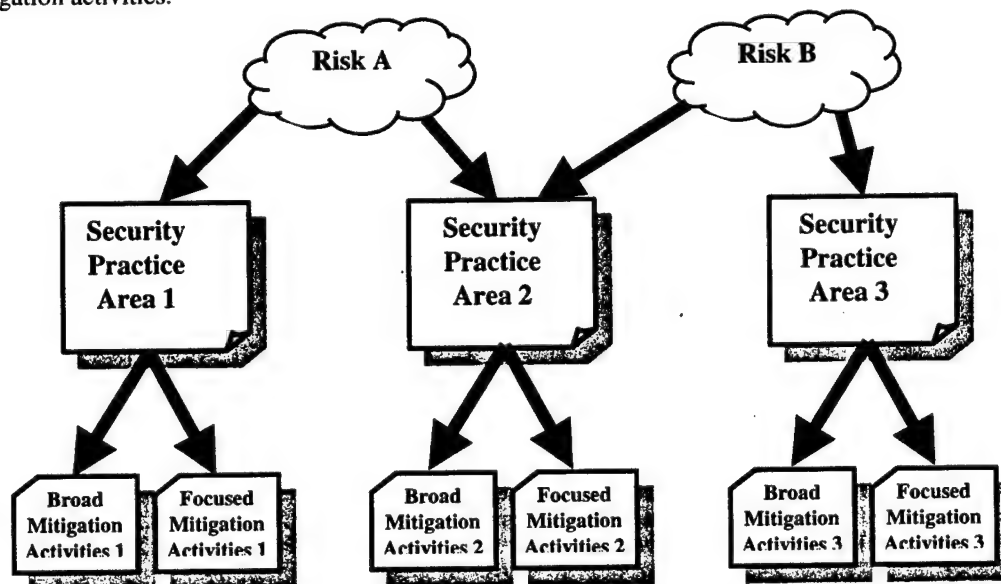 activities.
Risk A
Risk B
Security
Practice
Area 1
Security
Practice
Area 2
Security
Practice
Area 3
Broad
Mitigation
Activities 1
Focused
Mitigation
Activities 1
Broad
Mitigation
Activities 2
Focused
Mitigation
Activities 2
Broad
Mitigation
Activities 3
Focused
Mitigation
Activities 3